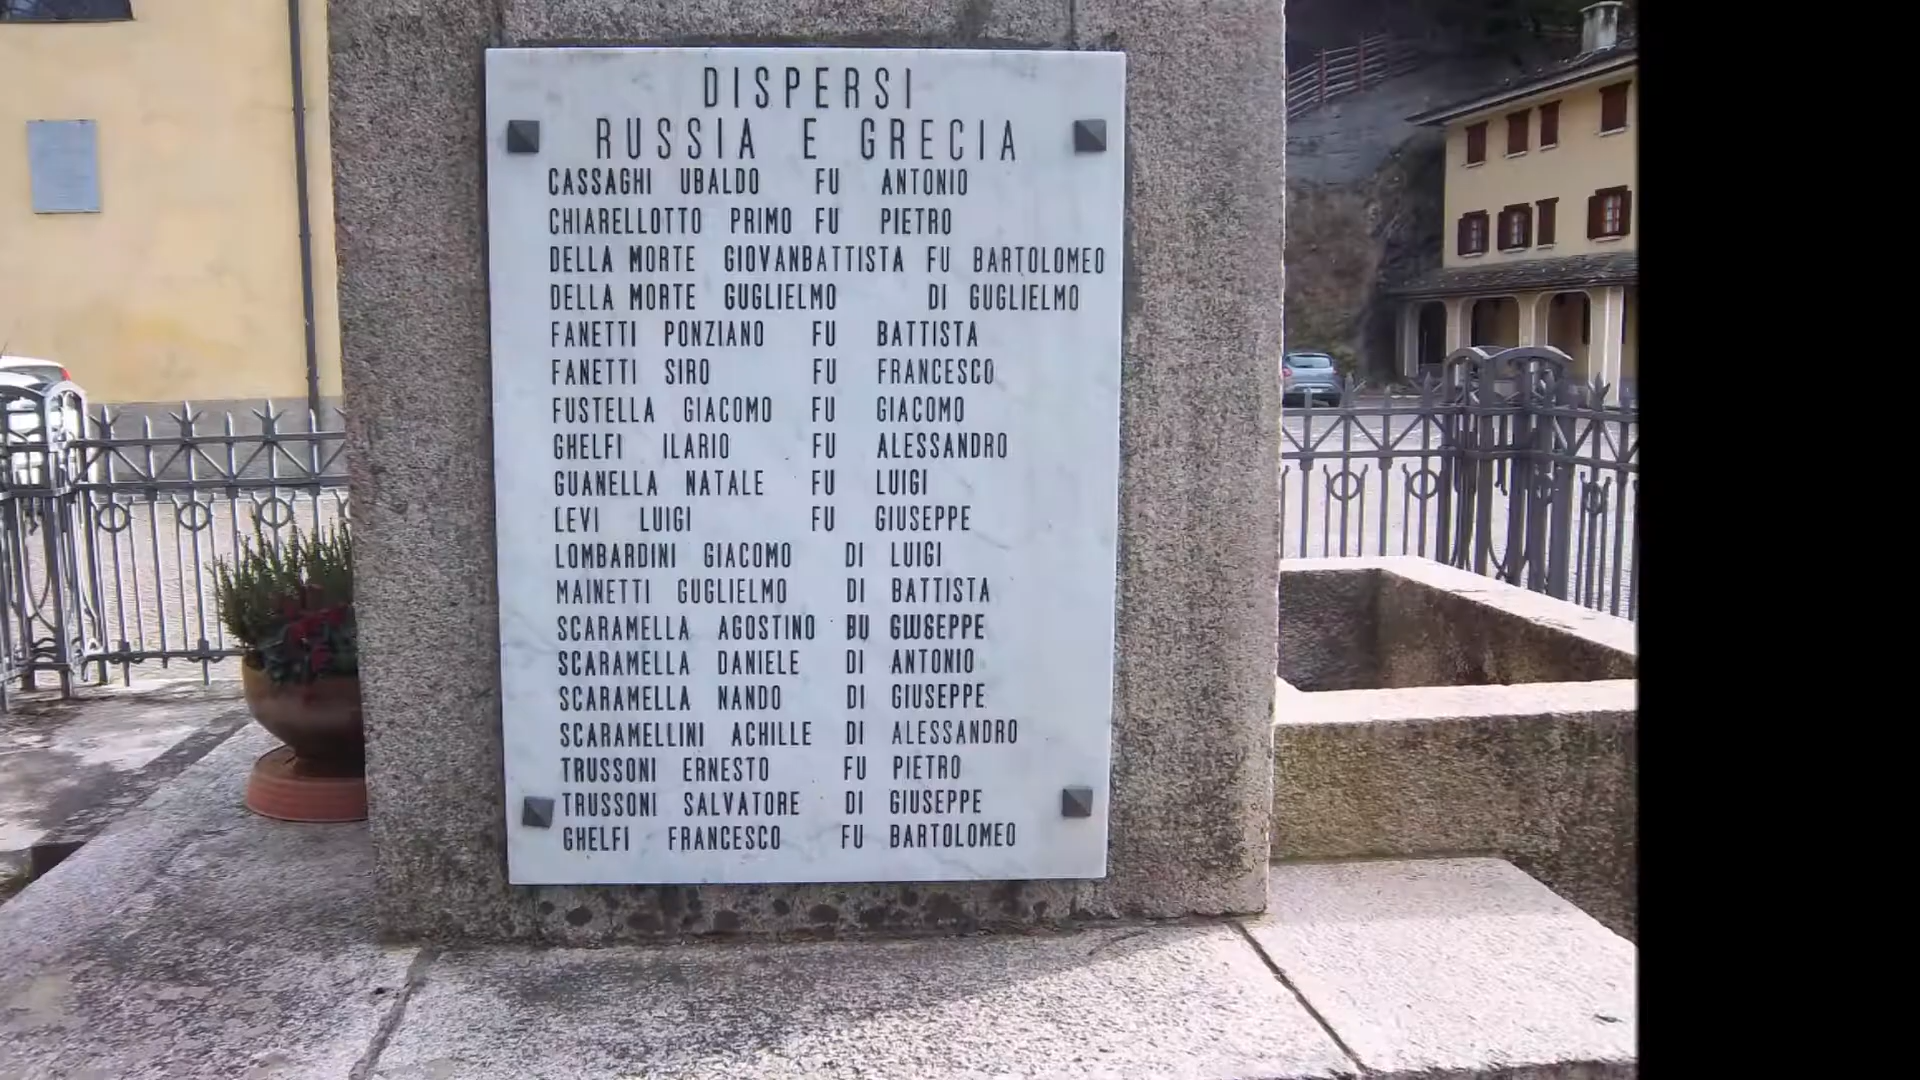 DISPERSI
RUSSIA E GRECIA
CASSAGHI UBALDO FU ANTONIO
CHIARELLOTTO PRIMO FU PIETRO
DELLA MORTE GIOVANBATTISTA FU BARTOLOMEO
DELLA MORTE GUGLIELMO DI GUGLIELMO
FANETTI PONZIANO FU BATTISTA
FANETTI SIRO FU FRANCESCO
FUSTELLA GIACOMO FU GIACOMO
GHELFI ILARIO FU ALESSANDRO
GUANELLA NATALE FU LUIGI
LEVI LUIGI FU GIUSEPPE
LOMBARDINI GIACOMO DI LUIGI
MAINETTI GUGLIELMO DI BATTISTA
SCARAMELLA AGOSTINO GIUSEPPE
SCARAMELLA DANIELE DI ANTONIO
SCARAMELLA NANDO DI GIUSEPPE
SCARAMELLINI ACHILLE DI ALESSANDRO
TRUSSONI ERNESTO FU PIETRO
TRUSSONI SALVATORE DI GIUSEPPE
GHELFI FRANCESCO FU BARTOLOMEO